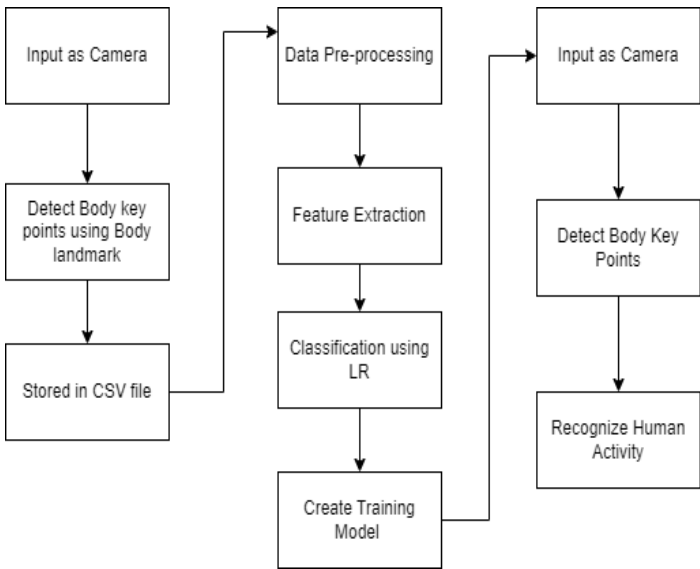 Input as Camera
Detect Body key
points using Body
landmark
Stored in CSV file
Data Pre-processing
Feature Extraction
Classification using
LR
Create Training
Model
Input as Camera
Detect Body Key
Points
Recognize Human
Activity